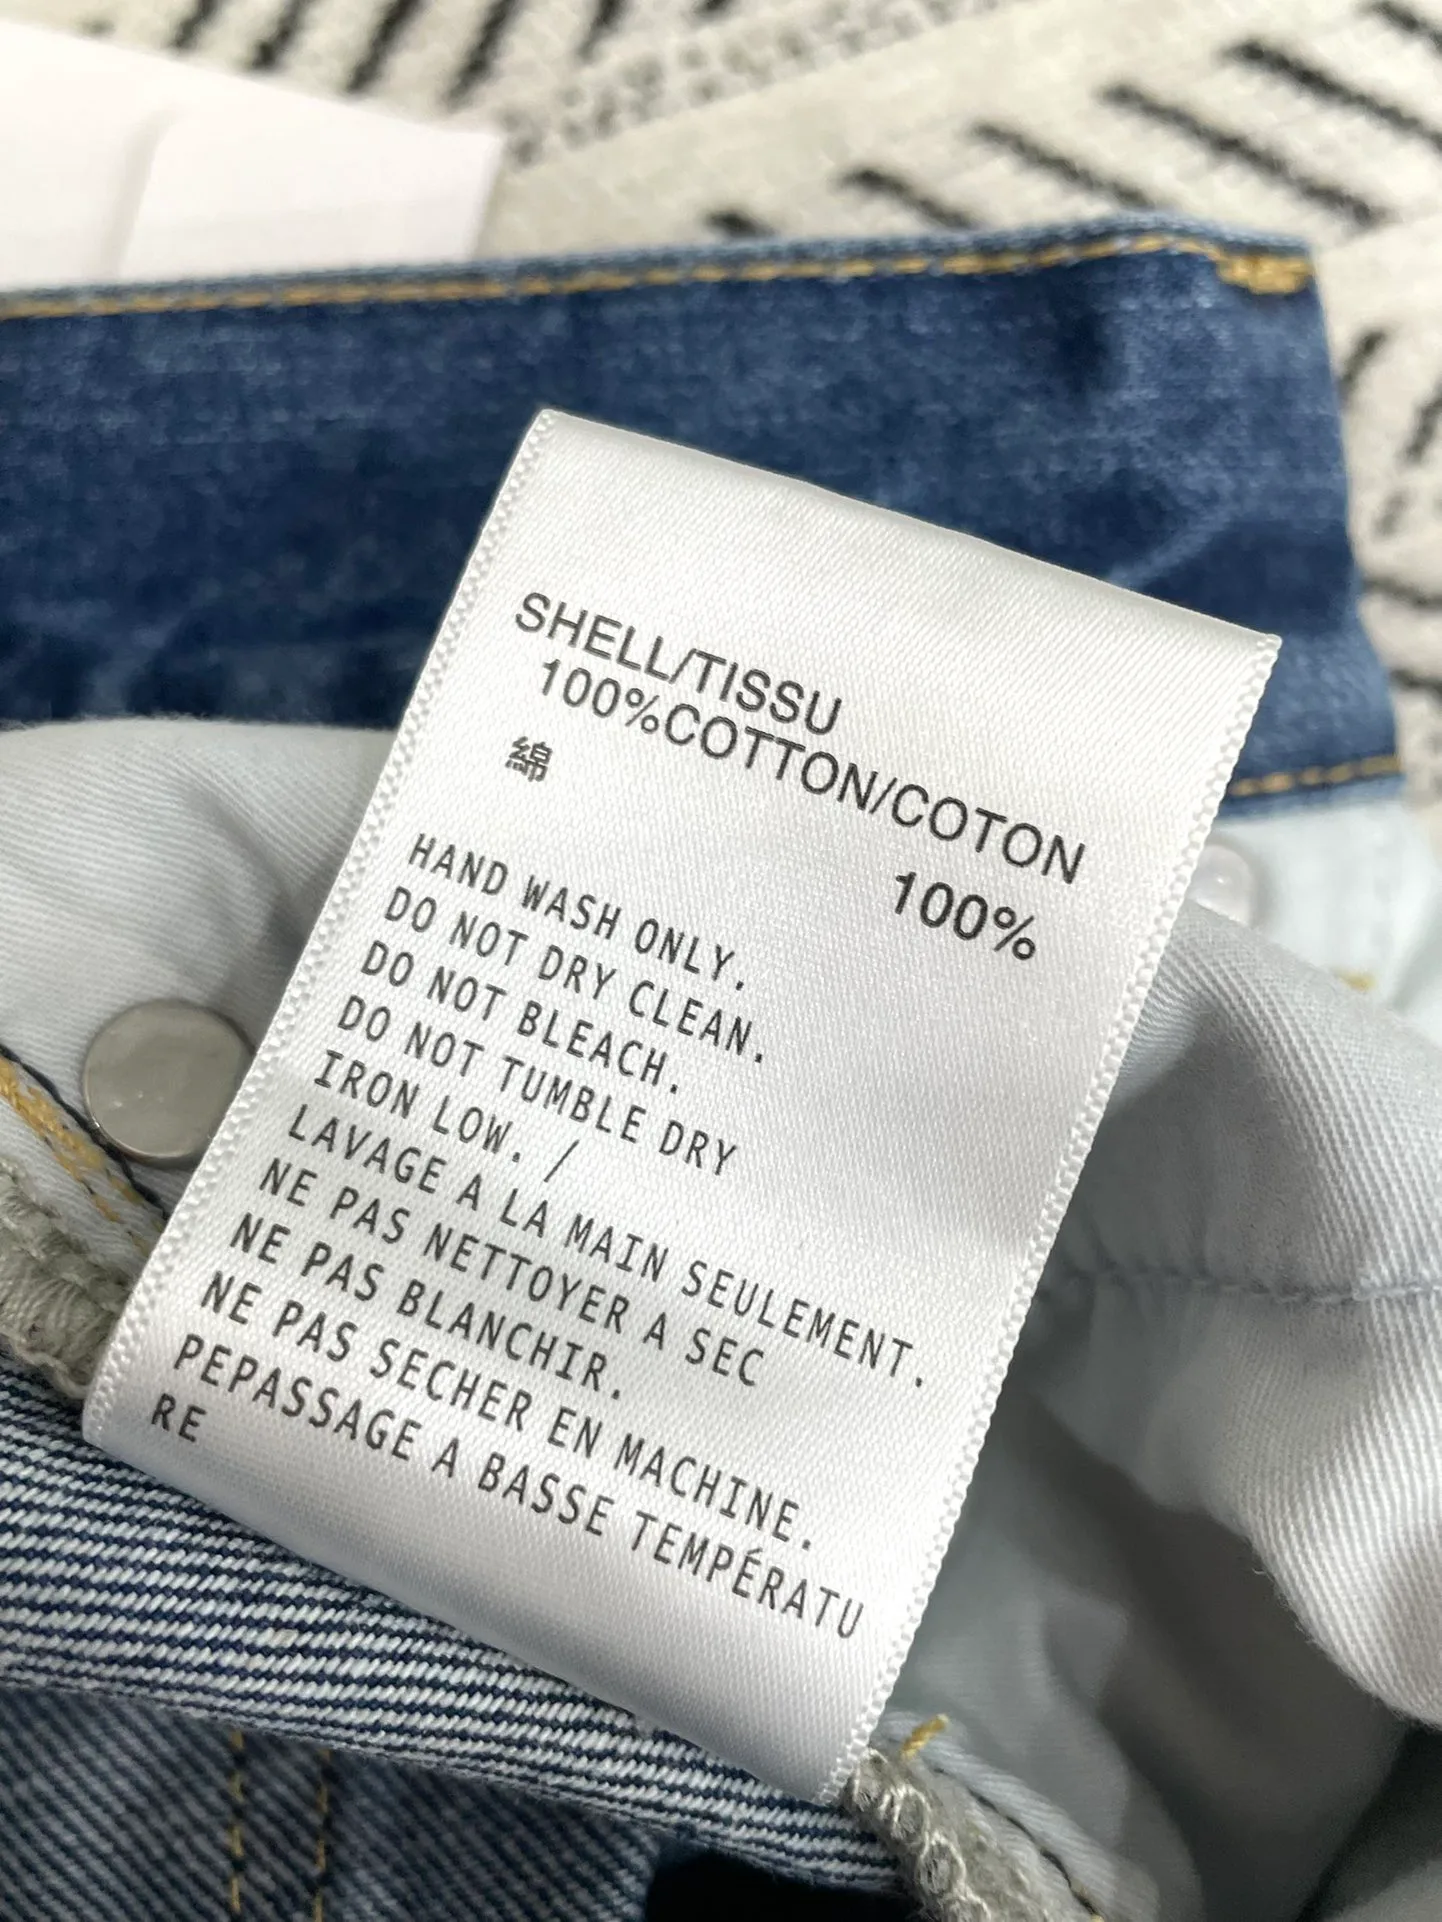 SHELL/TISSU
100%COTTON/COTON
綿 100%
HAND WASH ONLY.
DO NOT DRY CLEAN.
DO NOT BLEACH.
DO NOT TUMBLE DRY
IRON LOW. /
LAVAGE A LA MAIN SEULEMENT.
NE PAS NETTOYER A SEC
NE PAS BLANCHIR.
NE PAS SECHER EN MACHINE.
PEPASSAGE A BASSE TEMPÉRATU
RE